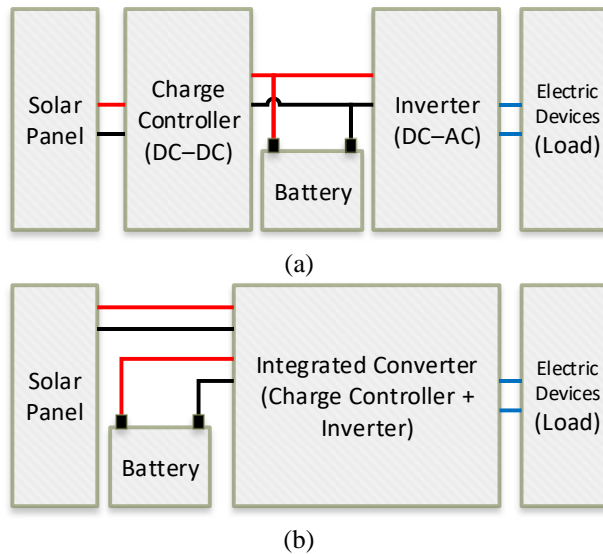 Solar
Panel
Charge
Controller
(DC–DC)
Battery
Inverter
(DC–AC)
Electric
Devices
(Load)
(a)
Solar
Panel
Battery
Integrated Converter
(Charge Controller +
Inverter)
Electric
Devices
(Load)
(b)